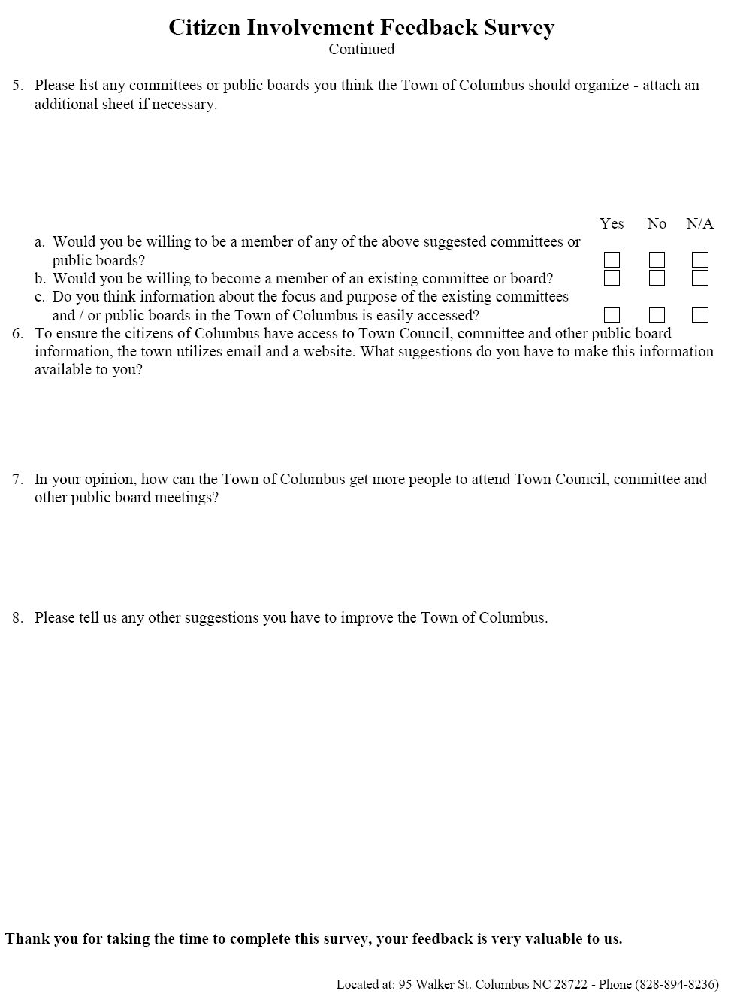 Citizen Involvement Feedback Survey
Continued
5. Please list any committees or public boards you think the Town of Columbus should organize - attach an
additional sheet if necessary.
Yes No N/A
a. Would you be willing to be a member of any of the above suggested committees or
public boards?
b. Would you be willing to become a member of an existing committee or board?
c. Do you think information about the focus and purpose of the existing committees
and / or public boards in the Town of Columbus is easily accessed?
6. To ensure the citizens of Columbus have access to Town Council, committee and other public board
information, the town utilizes email and a website. What suggestions do you have to make this information
available to you?
7. In your opinion, how can the Town of Columbus get more people to attend Town Council, committee and
other public board meetings?
8. Please tell us any other suggestions you have to improve the Town of Columbus.
Thank you for taking the time to complete this survey, your feedback is very valuable to us.
Located at: 95 Walker St. Columbus NC 28722 - Phone (828-894-8236)